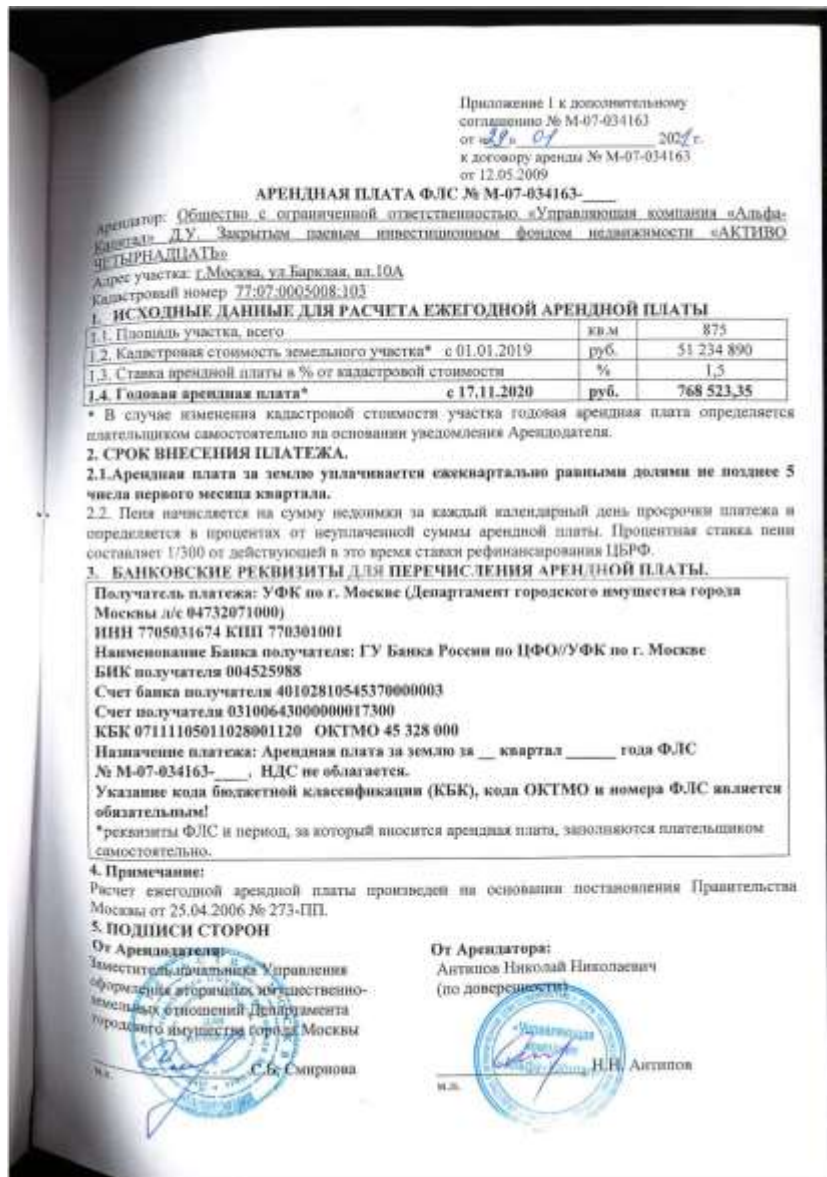 Приложение 1 к дополнительному
соглашению № М-07-034163
от «29» 01 2021 г.
к договору аренды № М-07-034163
от 12.05.2009
АРЕНДНАЯ ПЛАТА ФЛС № М-07-034163-____
Арендатор: Общество с ограниченной ответственностью «Управляющая компания «Альфа-
Капитал» Д.У. Закрытым паевым инвестиционным фондом недвижимости «АКТИВО
ЧЕТЫРНАДЦАТЬ»
Адрес участка: г.Москва, ул.Барклая, вл.10А
Кадастровый номер 77:07:0005008:103
1. ИСХОДНЫЕ ДАННЫЕ ДЛЯ РАСЧЕТА ЕЖЕГОДНОЙ АРЕНДНОЙ ПЛАТЫ
1.1. Площадь участка, всего кв.м 875
1.2. Кадастровая стоимость земельного участка* с 01.01.2019 руб. 51 234 890
1.3. Ставка арендной платы в % от кадастровой стоимости % 1,5
1.4. Годовая арендная плата* с 17.11.2020 руб. 768 523,35
* В случае изменения кадастровой стоимости участка годовая арендная плата определяется
плательщиком самостоятельно на основании уведомления Арендодателя.
2. СРОК ВНЕСЕНИЯ ПЛАТЕЖА.
2.1.Арендная плата за землю уплачивается ежеквартально равными долями не позднее 5
числа первого месяца квартала.
2.2. Пеня начисляется на сумму недоимки за каждый календарный день просрочки платежа и
определяется в процентах от неуплаченной суммы арендной платы. Процентная ставка пени
составляет 1/300 от действующей в это время ставки рефинансирования ЦБРФ.
3. БАНКОВСКИЕ РЕКВИЗИТЫ ДЛЯ ПЕРЕЧИСЛЕНИЯ АРЕНДНОЙ ПЛАТЫ.
Получатель платежа: УФК по г. Москве (Департамент городского имущества города
Москвы л/с 04732071000)
ИНН 7705031674 КПП 770301001
Наименование Банка получателя: ГУ Банка России по ЦФО//УФК по г. Москве
БИК получателя 004525988
Счет банка получателя 40102810545370000003
Счет получателя 03100643000000017300
КБК 07111105011028001120 ОКТМО 45 328 000
Назначение платежа: Арендная плата за землю за __ квартал ______ года ФЛС
№ М-07-034163-____. НДС не облагается.
Указание кода бюджетной классификации (КБК), кода ОКТМО и номера ФЛС является
обязательным!
*реквизиты ФЛС и период, за который вносится арендная плата, заполняются плательщиком
самостоятельно.
4. Примечание:
Расчет ежегодной арендной платы произведен на основании постановления Правительства
Москвы от 25.04.2006 № 273-ПП.
5. ПОДПИСИ СТОРОН
От Арендодателя:
Заместитель начальника Управления
оформления вторичных имущественно-
земельных отношений Департамента
городского имущества города Москвы
С.Б. Смирнова
м.п.
От Арендатора:
Антипов Николай Николаевич
(по доверенности)
«Управляющая
компания
Н.Н. Антипов
м.п.